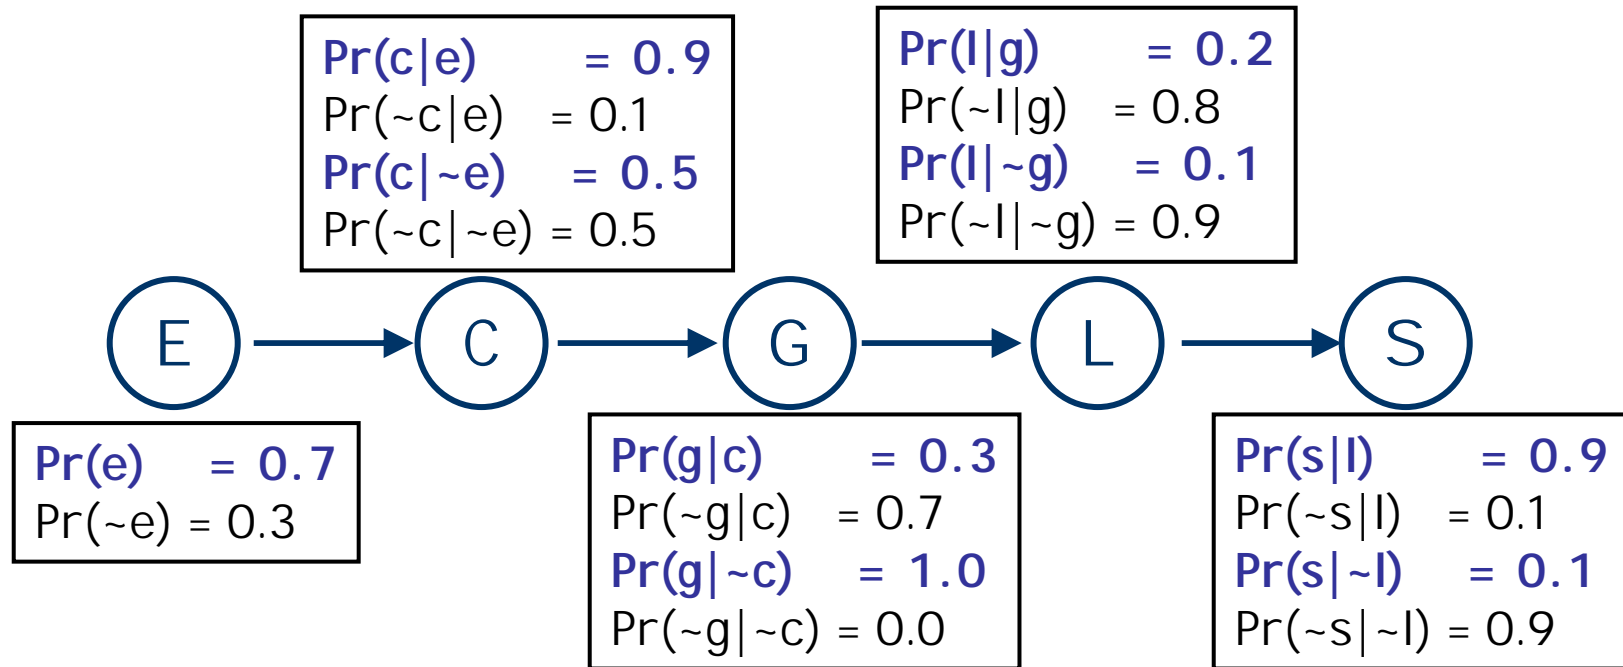 Pr(c|e) = 0.9
Pr(~c|e) = 0.1
Pr(c|~e) = 0.5
Pr(~c|~e) = 0.5
Pr(l|g) = 0.2
Pr(~l|g) = 0.8
Pr(l|~g) = 0.1
Pr(~l|~g) = 0.9
E
C
G
L
S
Pr(e) = 0.7
Pr(~e) = 0.3
Pr(g|c) = 0.3
Pr(~g|c) = 0.7
Pr(g|~c) = 1.0
Pr(~g|~c) = 0.0
Pr(s|l) = 0.9
Pr(~s|l) = 0.1
Pr(s|~l) = 0.1
Pr(~s|~l) = 0.9